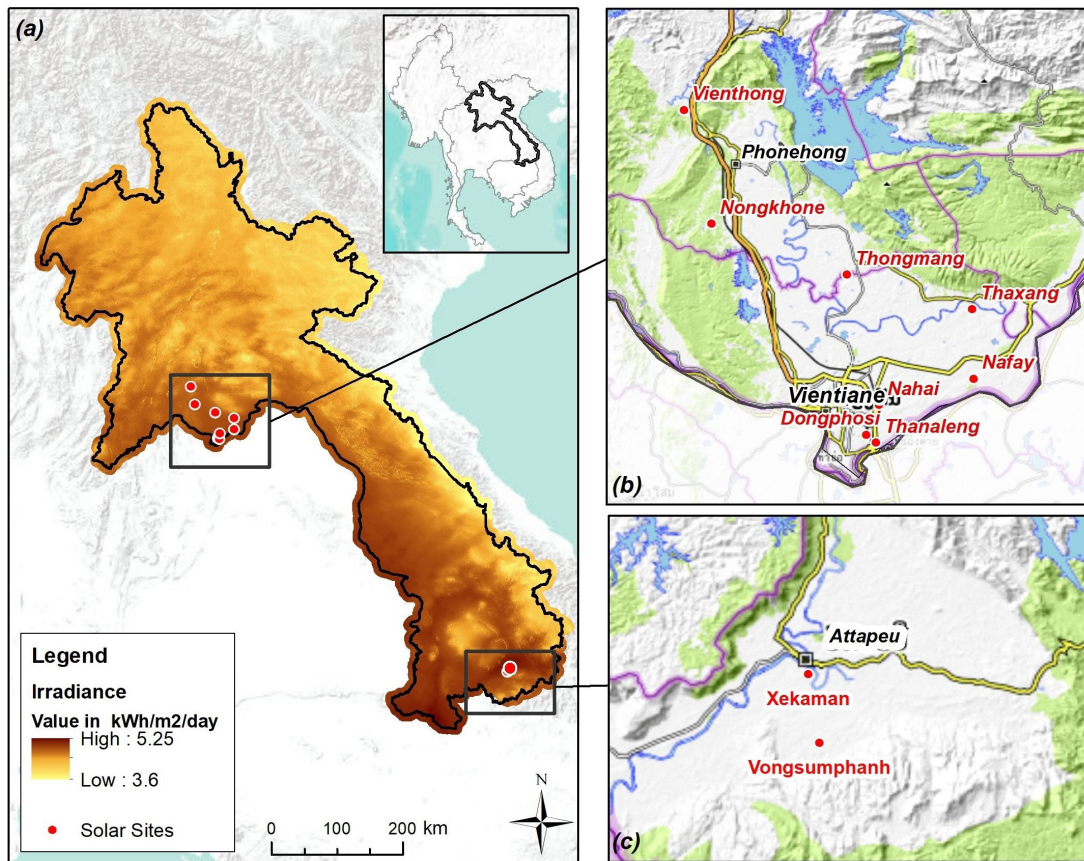 (a)
Legend
Irradiance
Value in kWh/m2/day
High : 5.25
Low : 3.6
Solar Sites
0 100 200 km
N
Vienthong
Phonehong
Nongkhone
Thongmang
Thaxang
Nafay
Nahai
Vientiane
Dongphosi
Thanaleng
(b)
Attapeu
Xekaman
Vongsumphanh
(c)